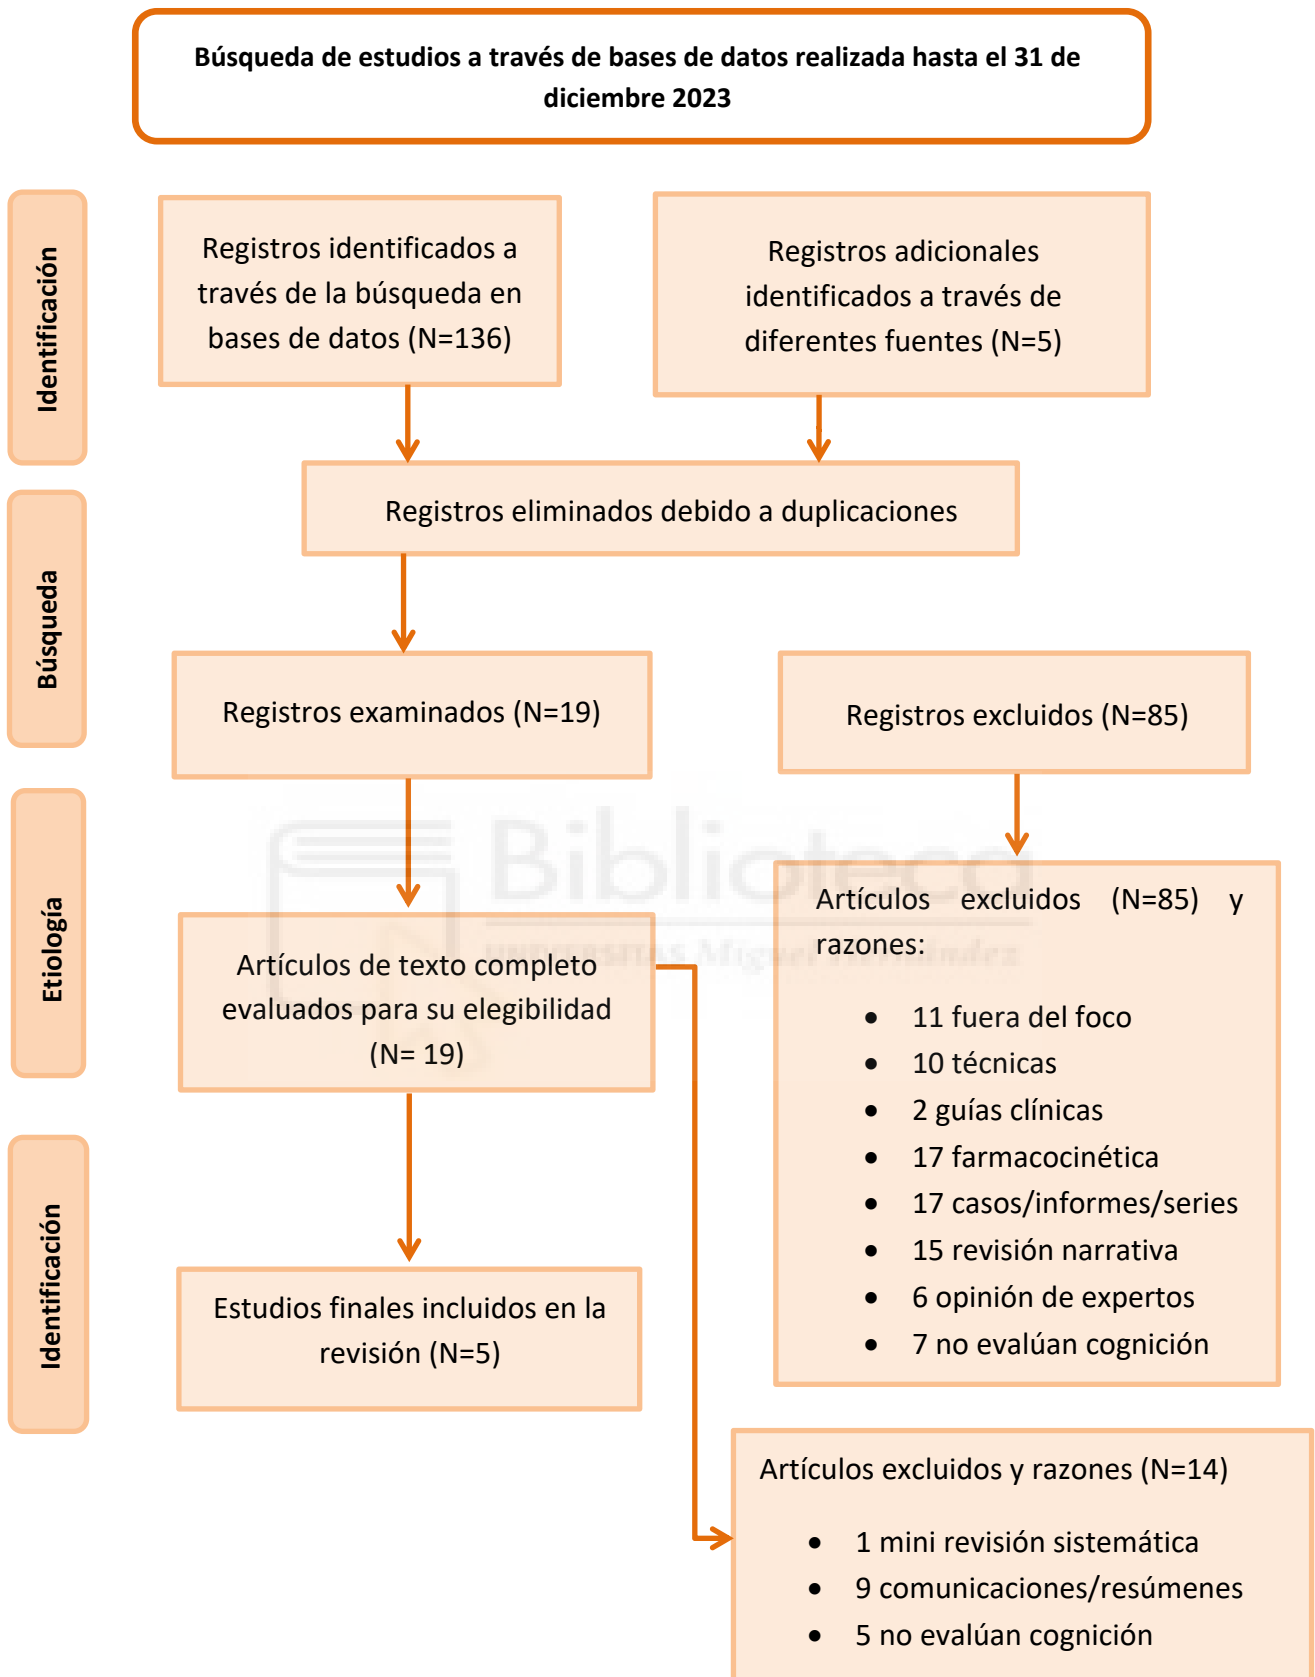 Búsqueda de estudios a través de bases de datos realizada hasta el 31 de
diciembre 2023
Identificación
Registros identificados a
través de la búsqueda en
bases de datos (N=136)
Registros adicionales
identificados a través de
diferentes fuentes (N=5)
Registros eliminados debido a duplicaciones
Búsqueda
Registros examinados (N=19)
Registros excluidos (N=85)
Etiología
Biblioteca
UNIVERSITAS Miguel Hernández
Artículos de texto completo
evaluados para su elegibilidad
(N= 19)
Artículos excluidos (N=85) y
razones:
• 11 fuera del foco
• 10 técnicas
• 2 guías clínicas
• 17 farmacocinética
• 17 casos/informes/series
• 15 revisión narrativa
• 6 opinión de expertos
• 7 no evalúan cognición
Identificación
Estudios finales incluidos en la
revisión (N=5)
Artículos excluidos y razones (N=14)
• 1 mini revisión sistemática
• 9 comunicaciones/resúmenes
• 5 no evalúan cognición